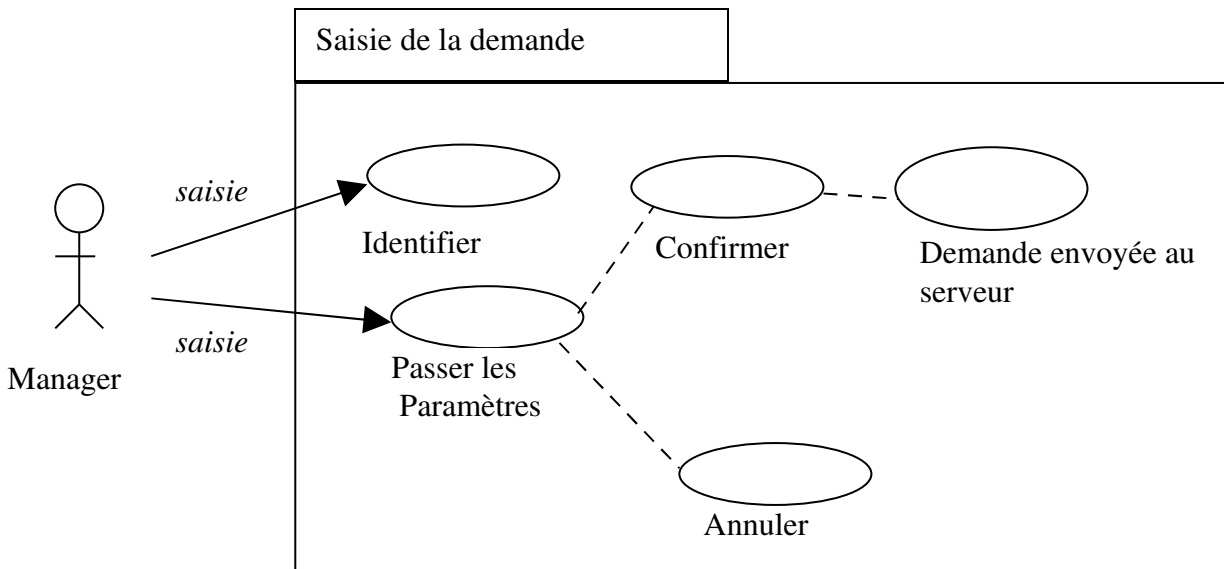 Saisie de la demande
saisie
Identifier
Confirmer
Demande envoyée au
serveur
saisie
Manager
Passer les
Paramètres
Annuler